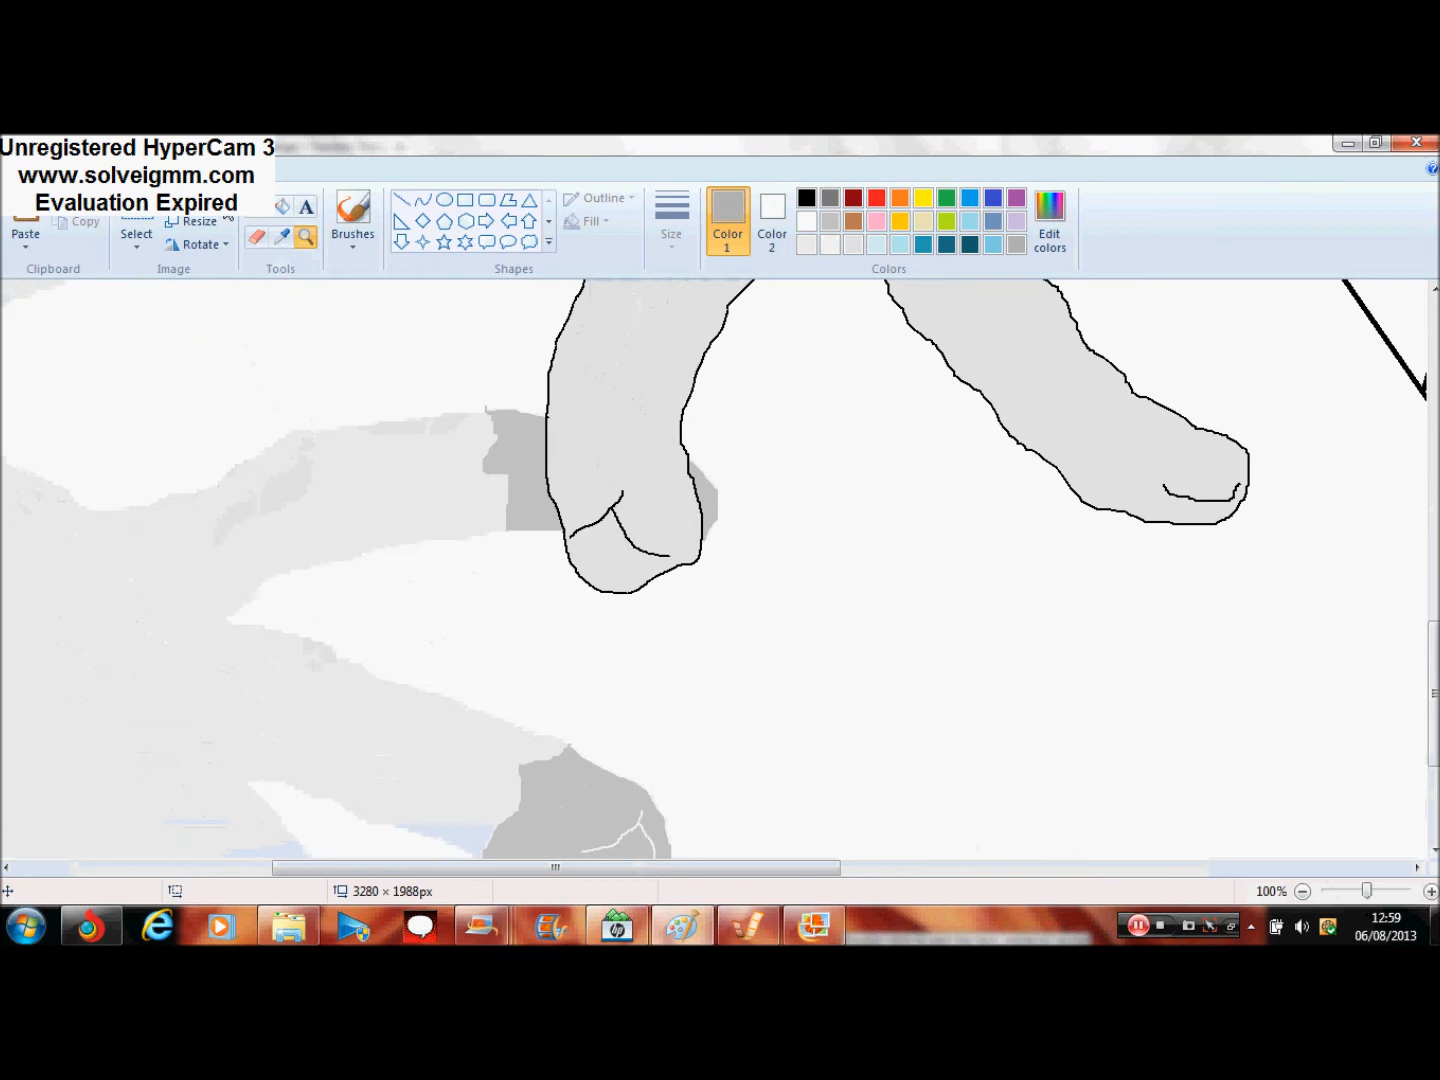 Unregistered HyperCam 3
www.solveigmm.com
Evaluation Expired
Paste
Copy
Clipboard
Select
Resize
Rotate
Image
A
Tools
Brushes
Shapes
Outline
Fill
Size
Color
1
Color
2
Edit
colors
Colors
3280 × 1988px
100%
12:59
06/08/2013